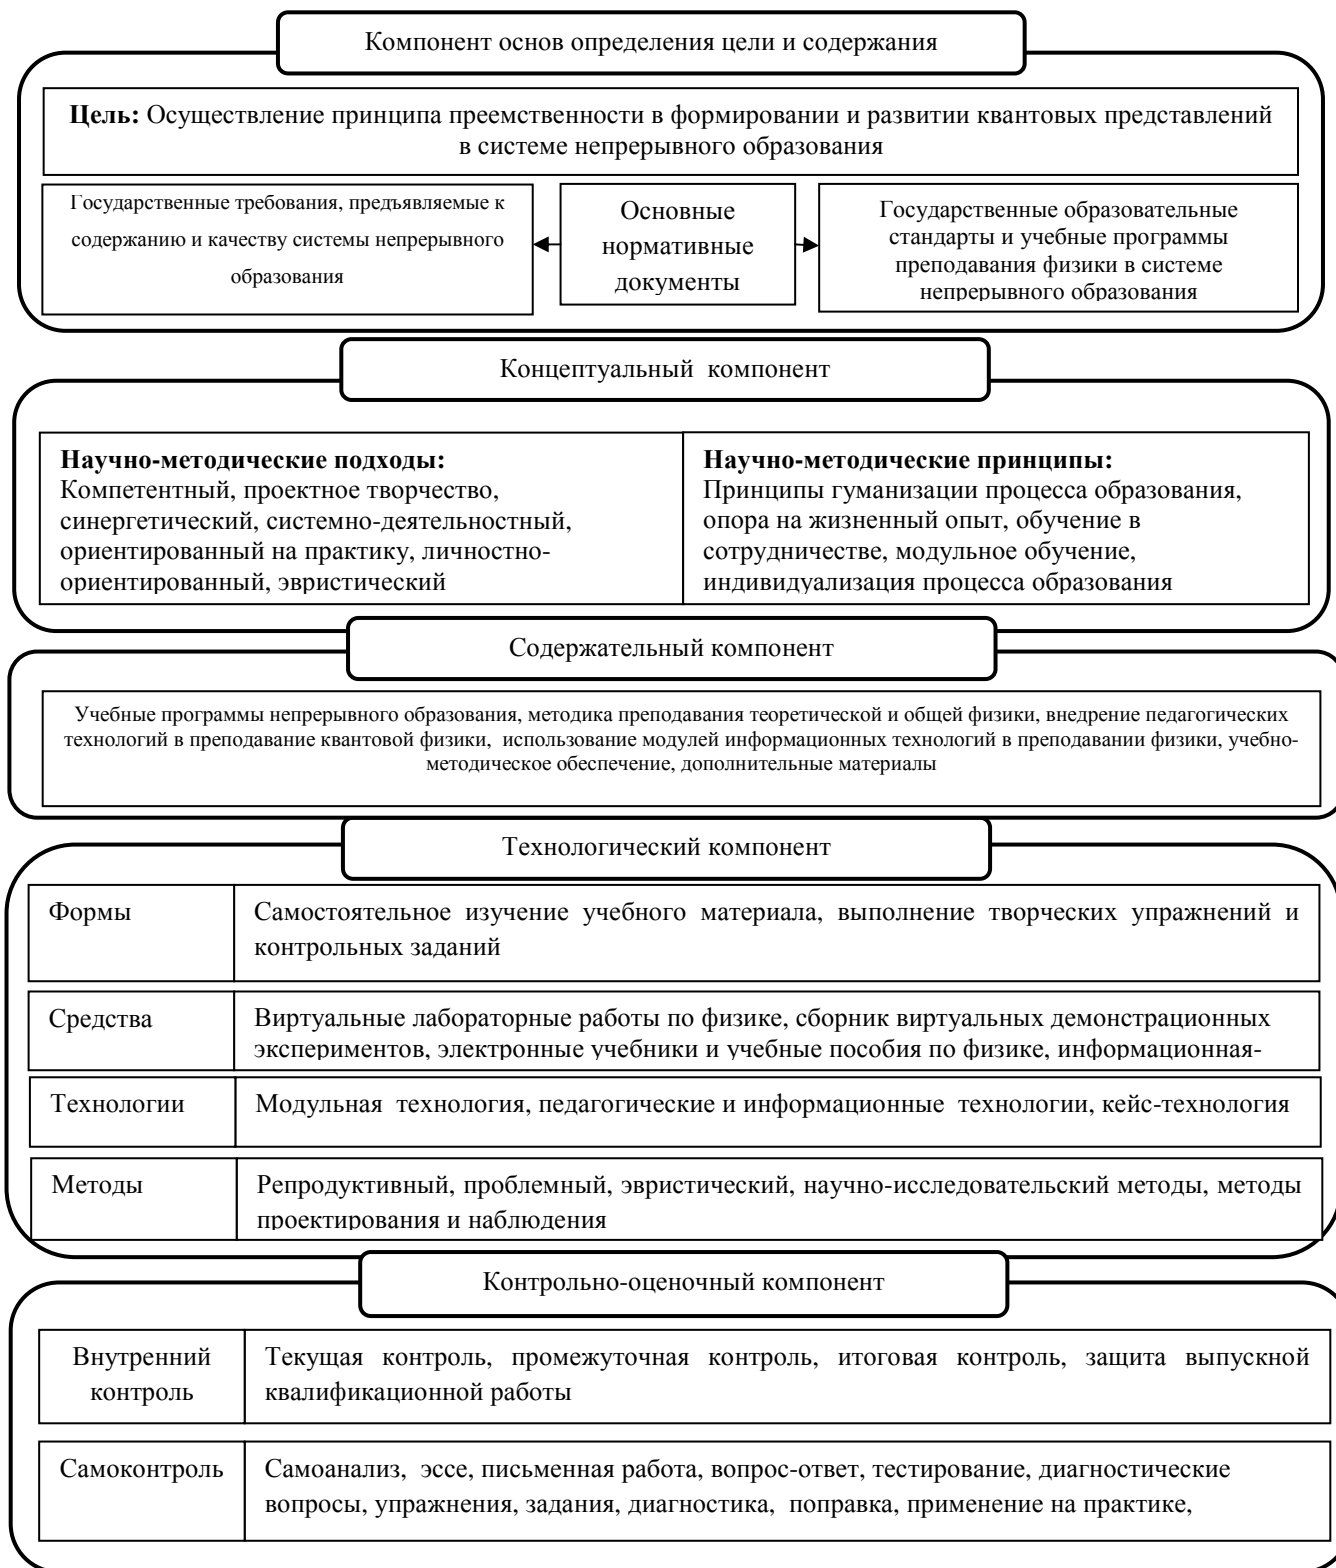 Компонент основ определения цели и содержания
Цель: Осуществление принципа преемственности в формировании и развитии квантовых представлений
в системе непрерывного образования
Государственные требования, предъявляемые к
содержанию и качеству системы непрерывного
образования
Основные
нормативные
документы
Государственные образовательные
стандарты и учебные программы
преподавания физики в системе
непрерывного образования
Концептуальный компонент
Научно-методические подходы:
Компетентный, проектное творчество,
синергетический, системно-деятельностный,
ориентированный на практику, личностно-
ориентированный, эвристический
Научно-методические принципы:
Принципы гуманизации процесса образования,
опора на жизненный опыт, обучение в
сотрудничестве, модульное обучение,
индивидуализация процесса образования
Содержательный компонент
Учебные программы непрерывного образования, методика преподавания теоретической и общей физики, внедрение педагогических
технологий в преподавание квантовой физики, использование модулей информационных технологий в преподавании физики, учебно-
методическое обеспечение, дополнительные материалы
Технологический компонент
Формы
Самостоятельное изучение учебного материала, выполнение творческих упражнений и
контрольных заданий
Средства
Виртуальные лабораторные работы по физике, сборник виртуальных демонстрационных
экспериментов, электронные учебники и учебные пособия по физике, информационная-
Технологии
Модульная технология, педагогические и информационные технологии, кейс-технология
Методы
Репродуктивный, проблемный, эвристический, научно-исследовательский методы, методы
проектирования и наблюдения
Контрольно-оценочный компонент
Внутренний
контроль
Текущая контроль, промежуточная контроль, итоговая контроль, защита выпускной
квалификационной работы
Самоконтроль
Самоанализ, эссе, письменная работа, вопрос-ответ, тестирование, диагностические
вопросы, упражнения, задания, диагностика, поправка, применение на практике,